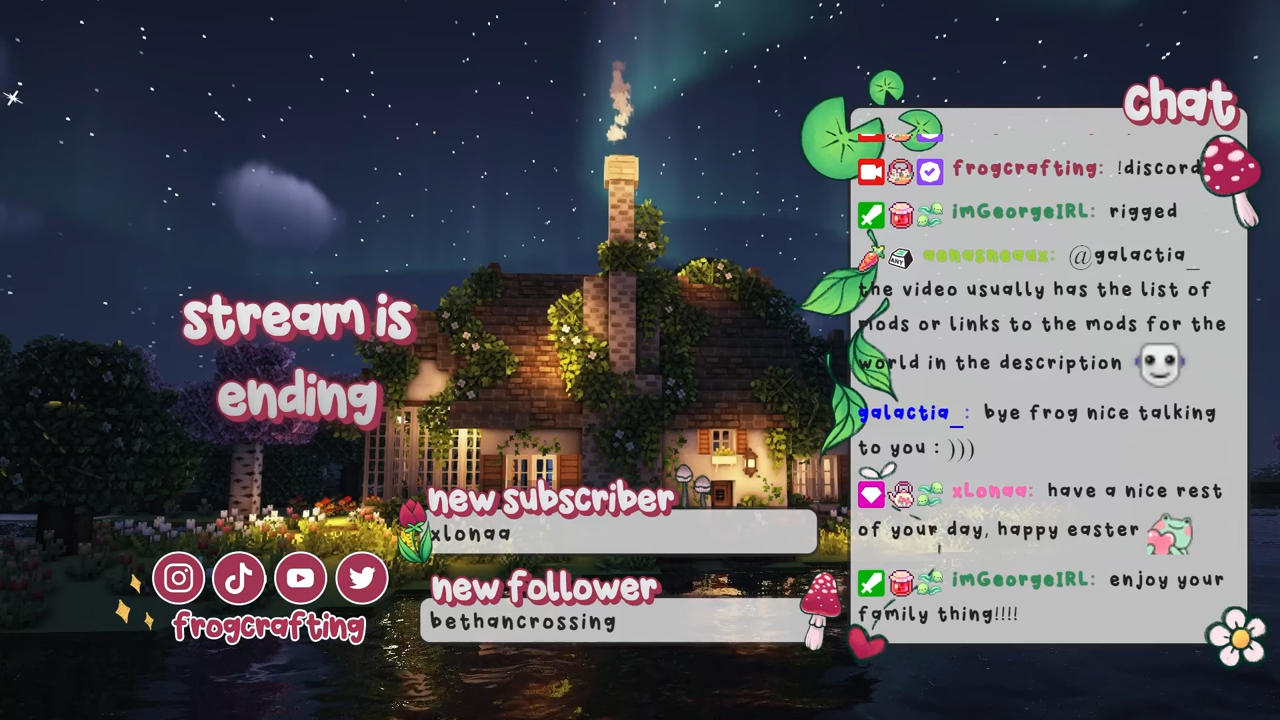 chat
frogcrafting: !discord
imGeorgeIRL: rigged
@galactia_
the video usually has the list of
mods or links to the mods for the
world in the description
galactia_: bye frog nice talking
to you : )))
xLonaa: have a nice rest
of your day, happy easter
imGeorgeIRL: enjoy your
family thing!!!!
stream is
ending
new subscriber
xlonaa
new follower
bethancrossing
frogcrafting